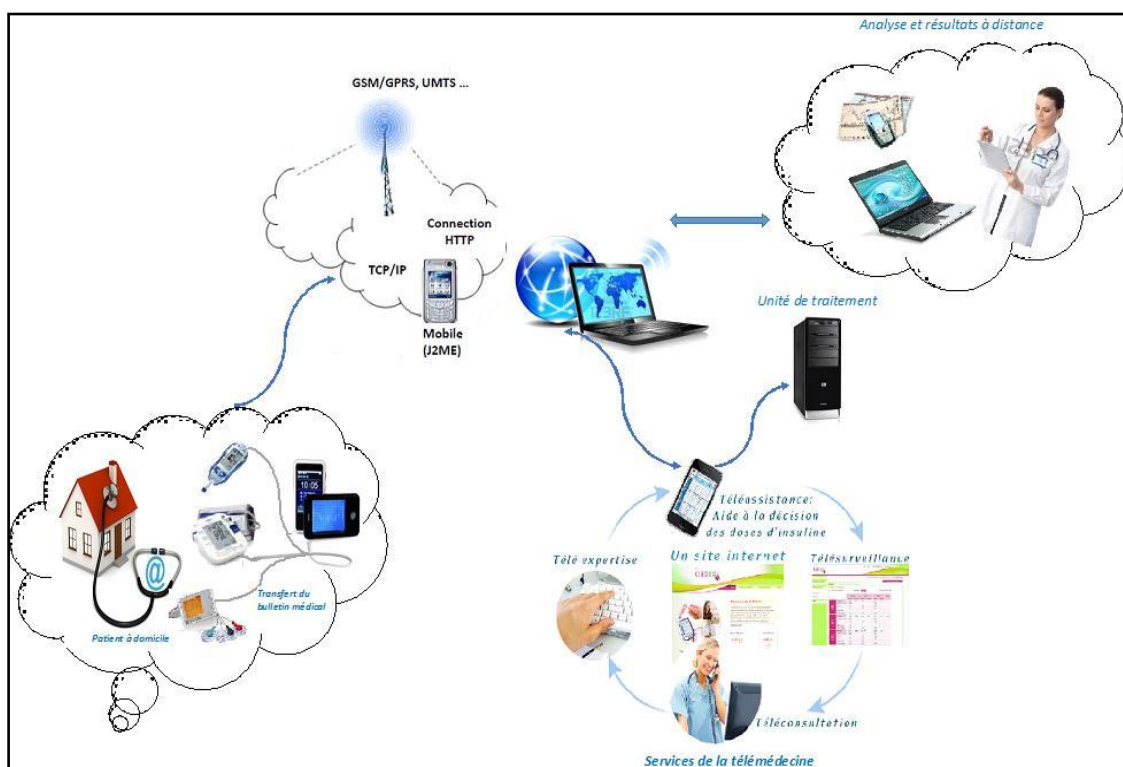 Analyse et résultats à distance
GSM/GPRS, UMTS ...
Connection
HTTP
TCP/IP
Mobile
(J2ME)
Unité de traitement
10:05
@
Transfert du
bulletin médical
Patient à domicile
Téléassistance:
Aide à la décision
des doses d'insuline
Télé expertise
Un site internet
Télésurveillance
Téléconsultation
Services de la télémédecine